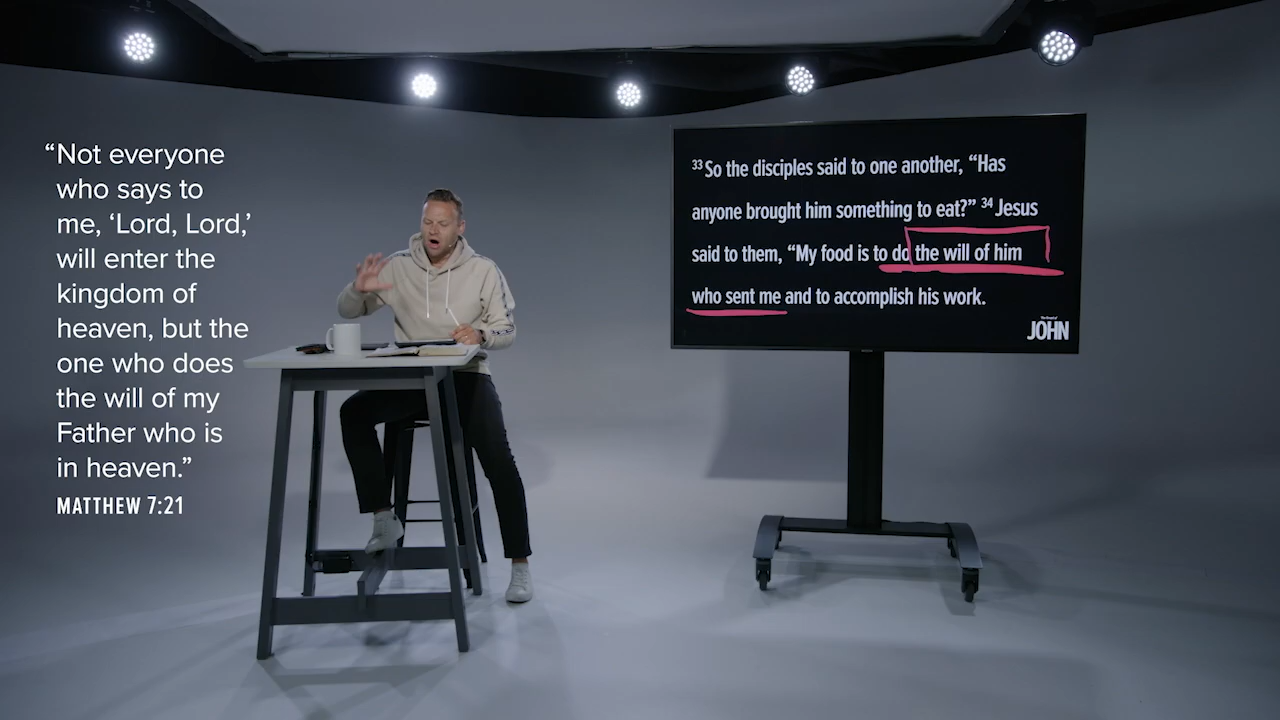 “Not everyone
who says to
me, ‘Lord, Lord,’
will enter the
kingdom of
heaven, but the
one who does
the will of my
Father who is
in heaven.”
MATTHEW 7:21
33 So the disciples said to one another, “Has
anyone brought him something to eat?” 34 Jesus
said to them, “My food is to do the will of him
who sent me and to accomplish his work.
The Gospel of
JOHN